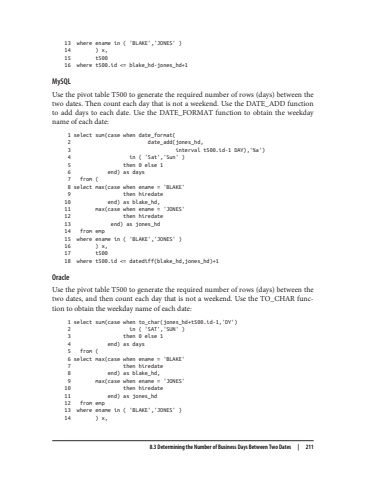 13 where ename in ( 'BLAKE','JONES' )
14 ) x,
15 t500
16 where t500.id <= blake_hd-jones_hd+1
MySQL
Use the pivot table T500 to generate the required number of rows (days) between the
two dates. Then count each day that is not a weekend. Use the DATE_ADD function
to add days to each date. Use the DATE_FORMAT function to obtain the weekday
name of each date:
1 select sum(case when date_format(
2 date_add(jones_hd,
3 interval t500.id-1 DAY),'%a')
4 in ( 'Sat','Sun' )
5 then 0 else 1
6 end) as days
7 from (
8 select max(case when ename = 'BLAKE'
9 then hiredate
10 end) as blake_hd,
11 max(case when ename = 'JONES'
12 then hiredate
13 end) as jones_hd
14 from emp
15 where ename in ( 'BLAKE','JONES' )
16 ) x,
17 t500
18 where t500.id <= datediff(blake_hd,jones_hd)+1
Oracle
Use the pivot table T500 to generate the required number of rows (days) between the
two dates, and then count each day that is not a weekend. Use the TO_CHAR func-
tion to obtain the weekday name of each date:
1 select sum(case when to_char(jones_hd+t500.id-1,'DY')
2 in ( 'SAT','SUN' )
3 then 0 else 1
4 end) as days
5 from (
6 select max(case when ename = 'BLAKE'
7 then hiredate
8 end) as blake_hd,
9 max(case when ename = 'JONES'
10 then hiredate
11 end) as jones_hd
12 from emp
13 where ename in ( 'BLAKE','JONES' )
14 ) x,
8.3 Determining the Number of Business Days Between Two Dates | 211